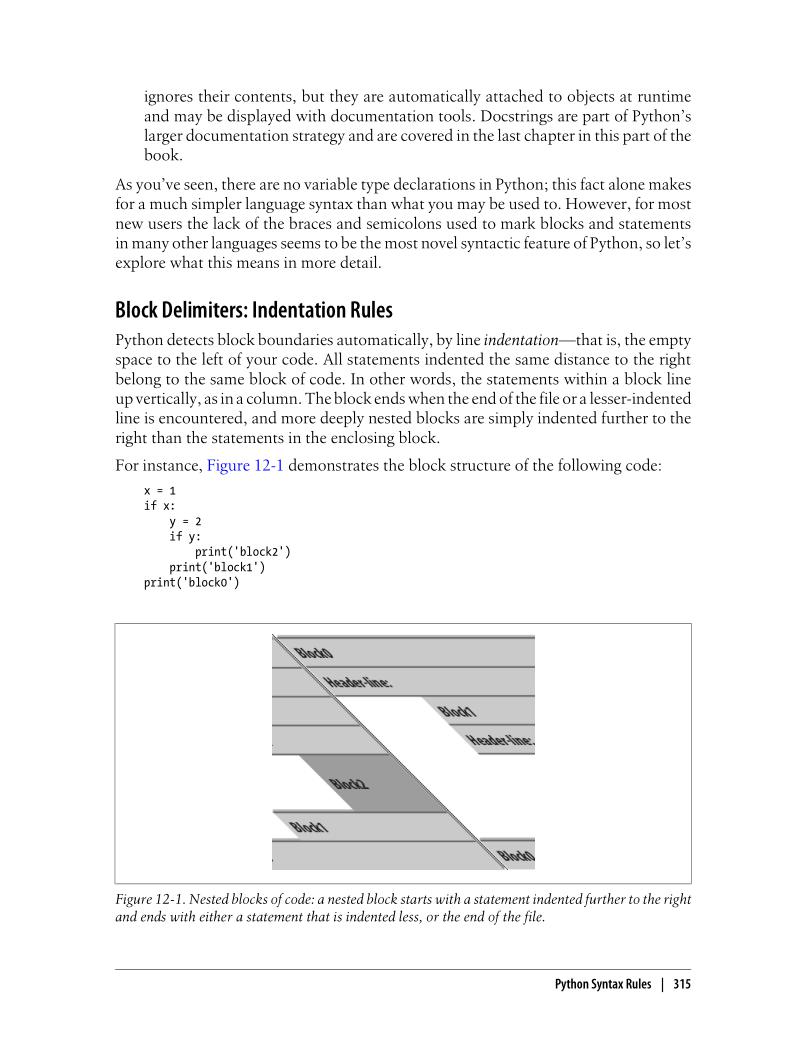 ignores their contents, but they are automatically attached to objects at runtime
and may be displayed with documentation tools. Docstrings are part of Python’s
larger documentation strategy and are covered in the last chapter in this part of the
book.
As you’ve seen, there are no variable type declarations in Python; this fact alone makes
for a much simpler language syntax than what you may be used to. However, for most
new users the lack of the braces and semicolons used to mark blocks and statements
in many other languages seems to be the most novel syntactic feature of Python, so let’s
explore what this means in more detail.
Block Delimiters: Indentation Rules
Python detects block boundaries automatically, by line indentation—that is, the empty
space to the left of your code. All statements indented the same distance to the right
belong to the same block of code. In other words, the statements within a block line
up vertically, as in a column. The block ends when the end of the file or a lesser-indented
line is encountered, and more deeply nested blocks are simply indented further to the
right than the statements in the enclosing block.
For instance, Figure 12-1 demonstrates the block structure of the following code:
x = 1
if x:
    y = 2
    if y:
        print('block2')
    print('block1')
print('block0')
Block0
Header-line:
Block1
Header-line:
Block2
Block1
Block0
Figure 12-1. Nested blocks of code: a nested block starts with a statement indented further to the right
and ends with either a statement that is indented less, or the end of the file.
Python Syntax Rules | 315